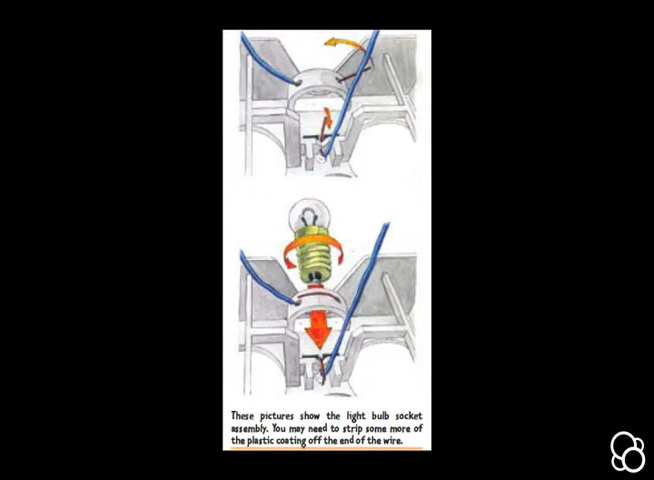 These pictures show the light bulb socket
assembly. You may need to strip some more of
the plastic coating off the end of the wire.